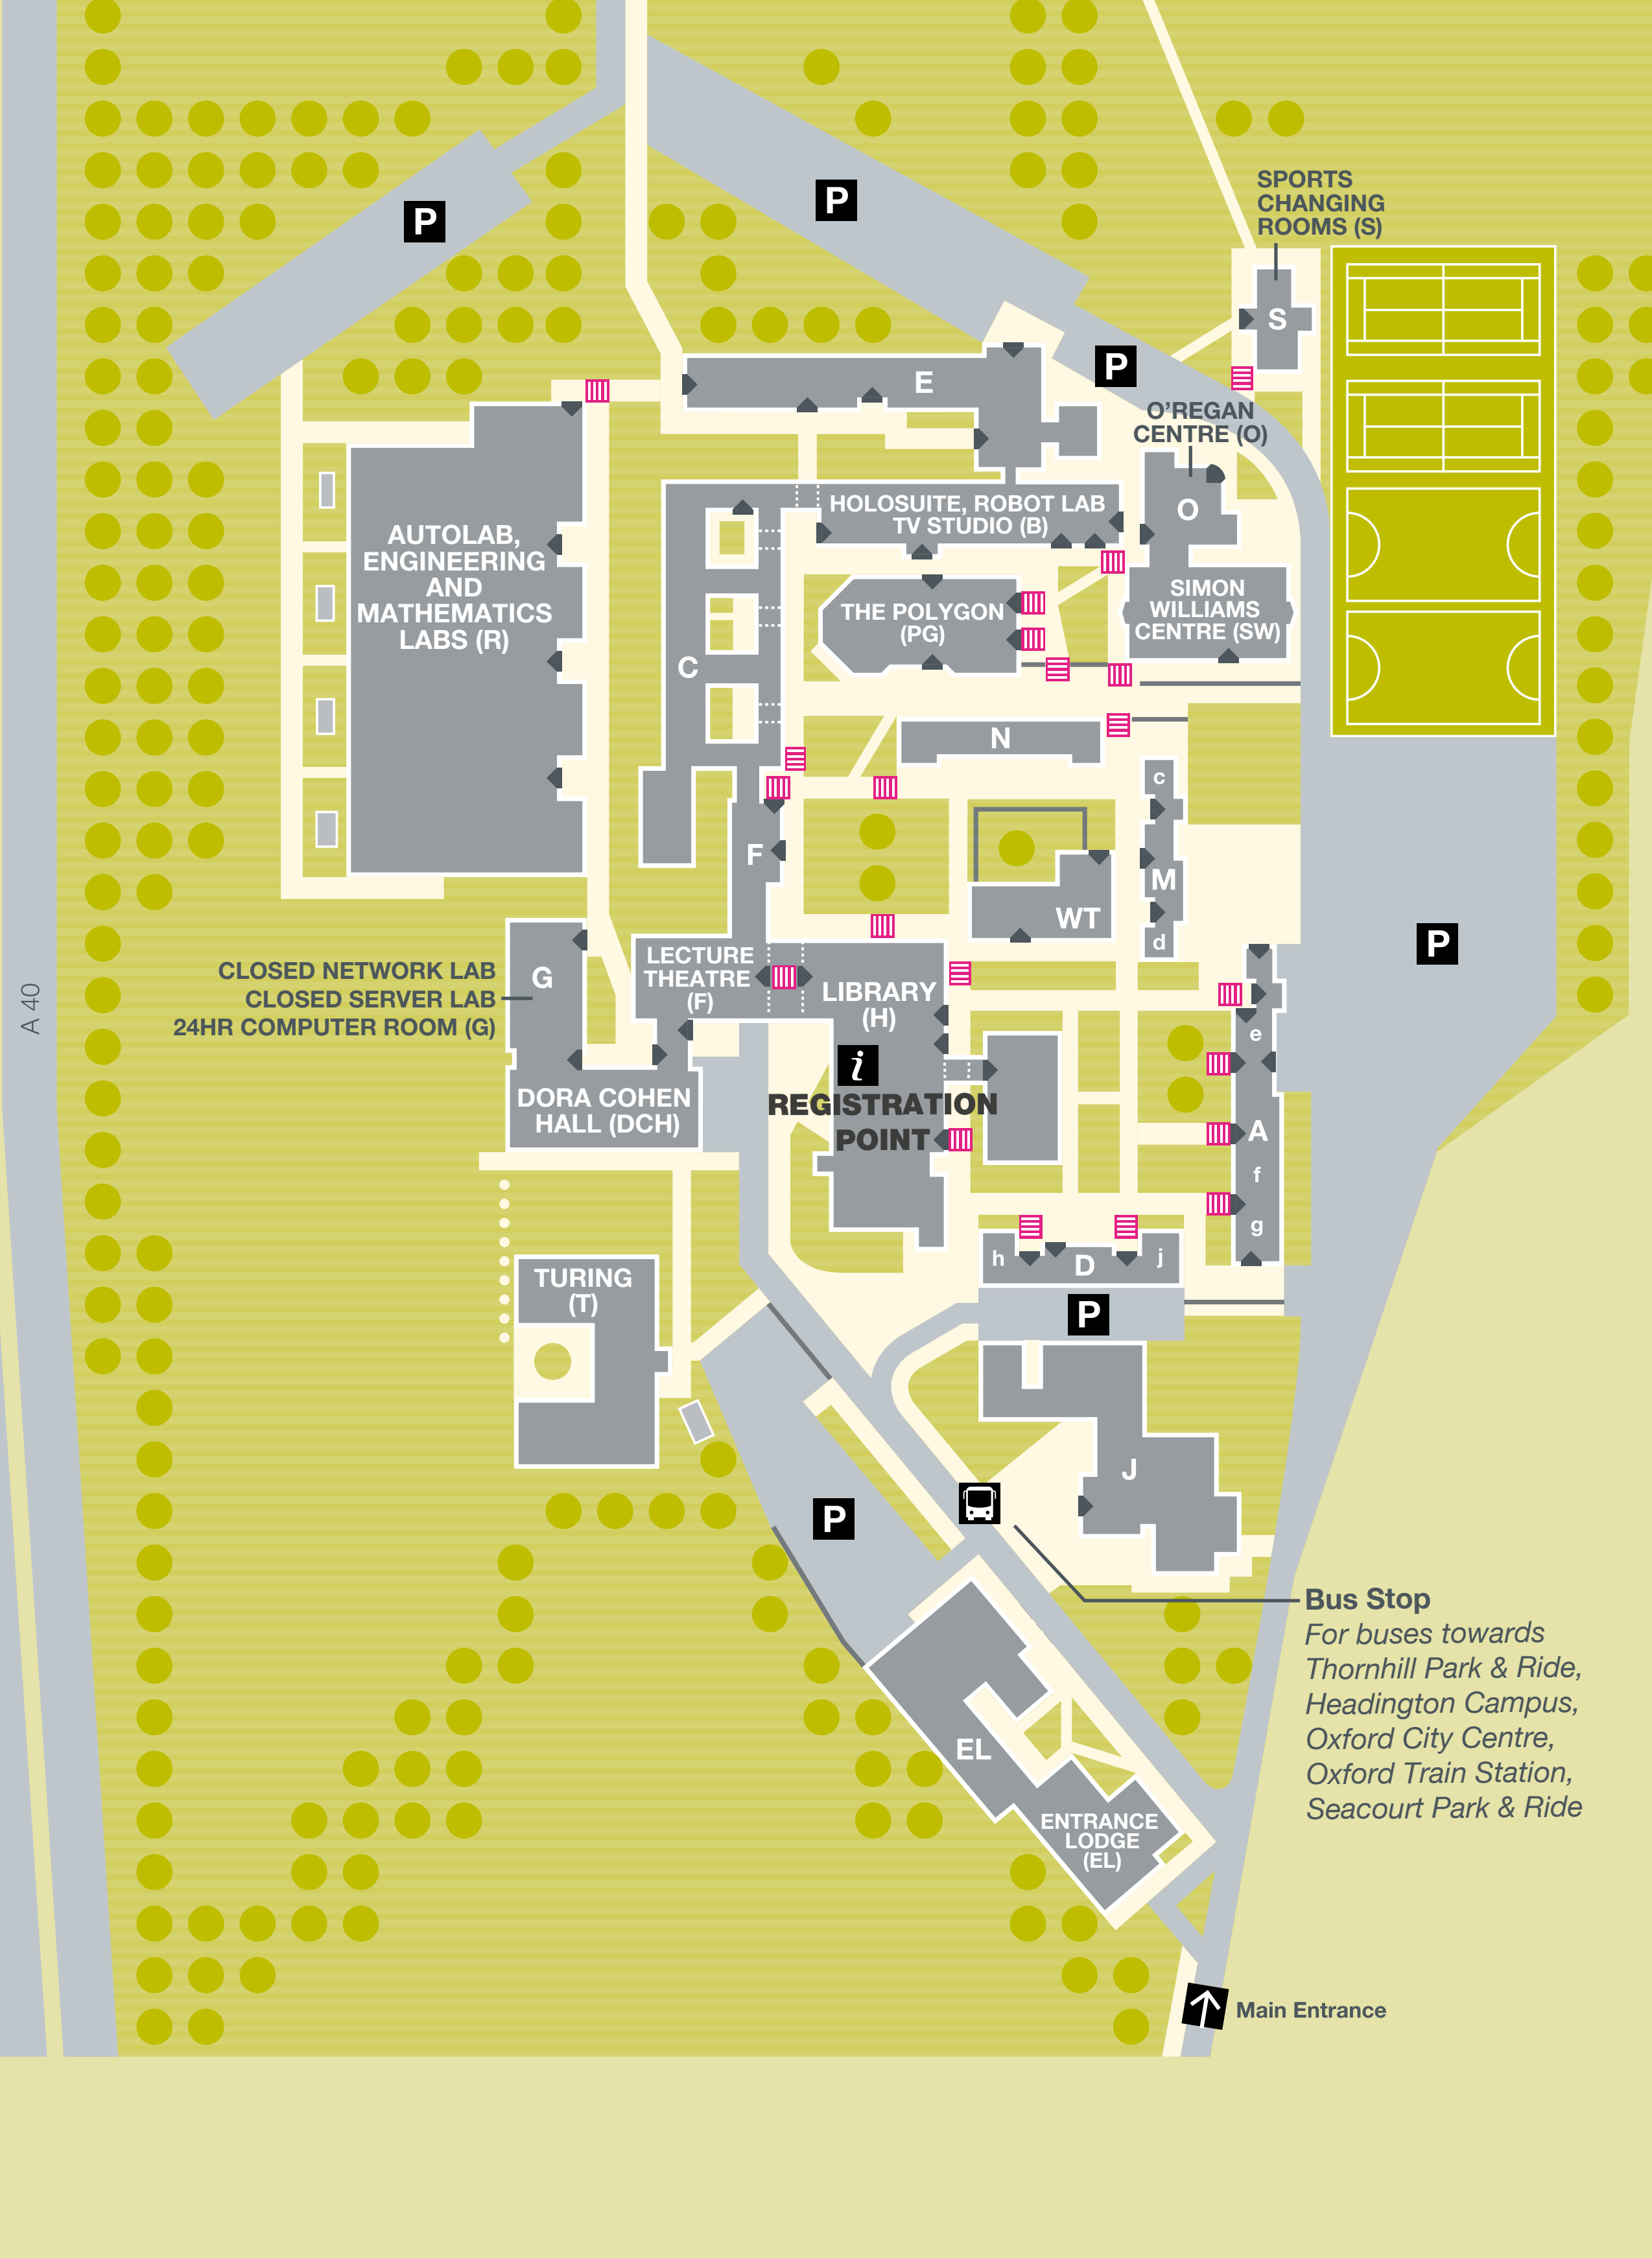 P
P
SPORTS
CHANGING
ROOMS (S)
S
P
E
O'REGAN
CENTRE (O)
O
HOLOSUITE, ROBOT LAB
TV STUDIO (B)
AUTOLAB,
ENGINEERING
AND
MATHEMATICS
LABS (R)
THE POLYGON
(PG)
SIMON
WILLIAMS
CENTRE (SW)
C
N
c
F
M
WT
d
P
LECTURE
THEATRE
(F)
G
CLOSED NETWORK LAB
CLOSED SERVER LAB
24HR COMPUTER ROOM (G)
A 40
LIBRARY
(H)
e
i
REGISTRATION
POINT
DORA COHEN
HALL (DCH)
A
f
g
h
D
j
TURING
(T)
P
J
P
Bus Stop
For buses towards
Thornhill Park & Ride,
Headington Campus,
Oxford City Centre,
Oxford Train Station,
Seacourt Park & Ride
EL
ENTRANCE
LODGE
(EL)
Main Entrance